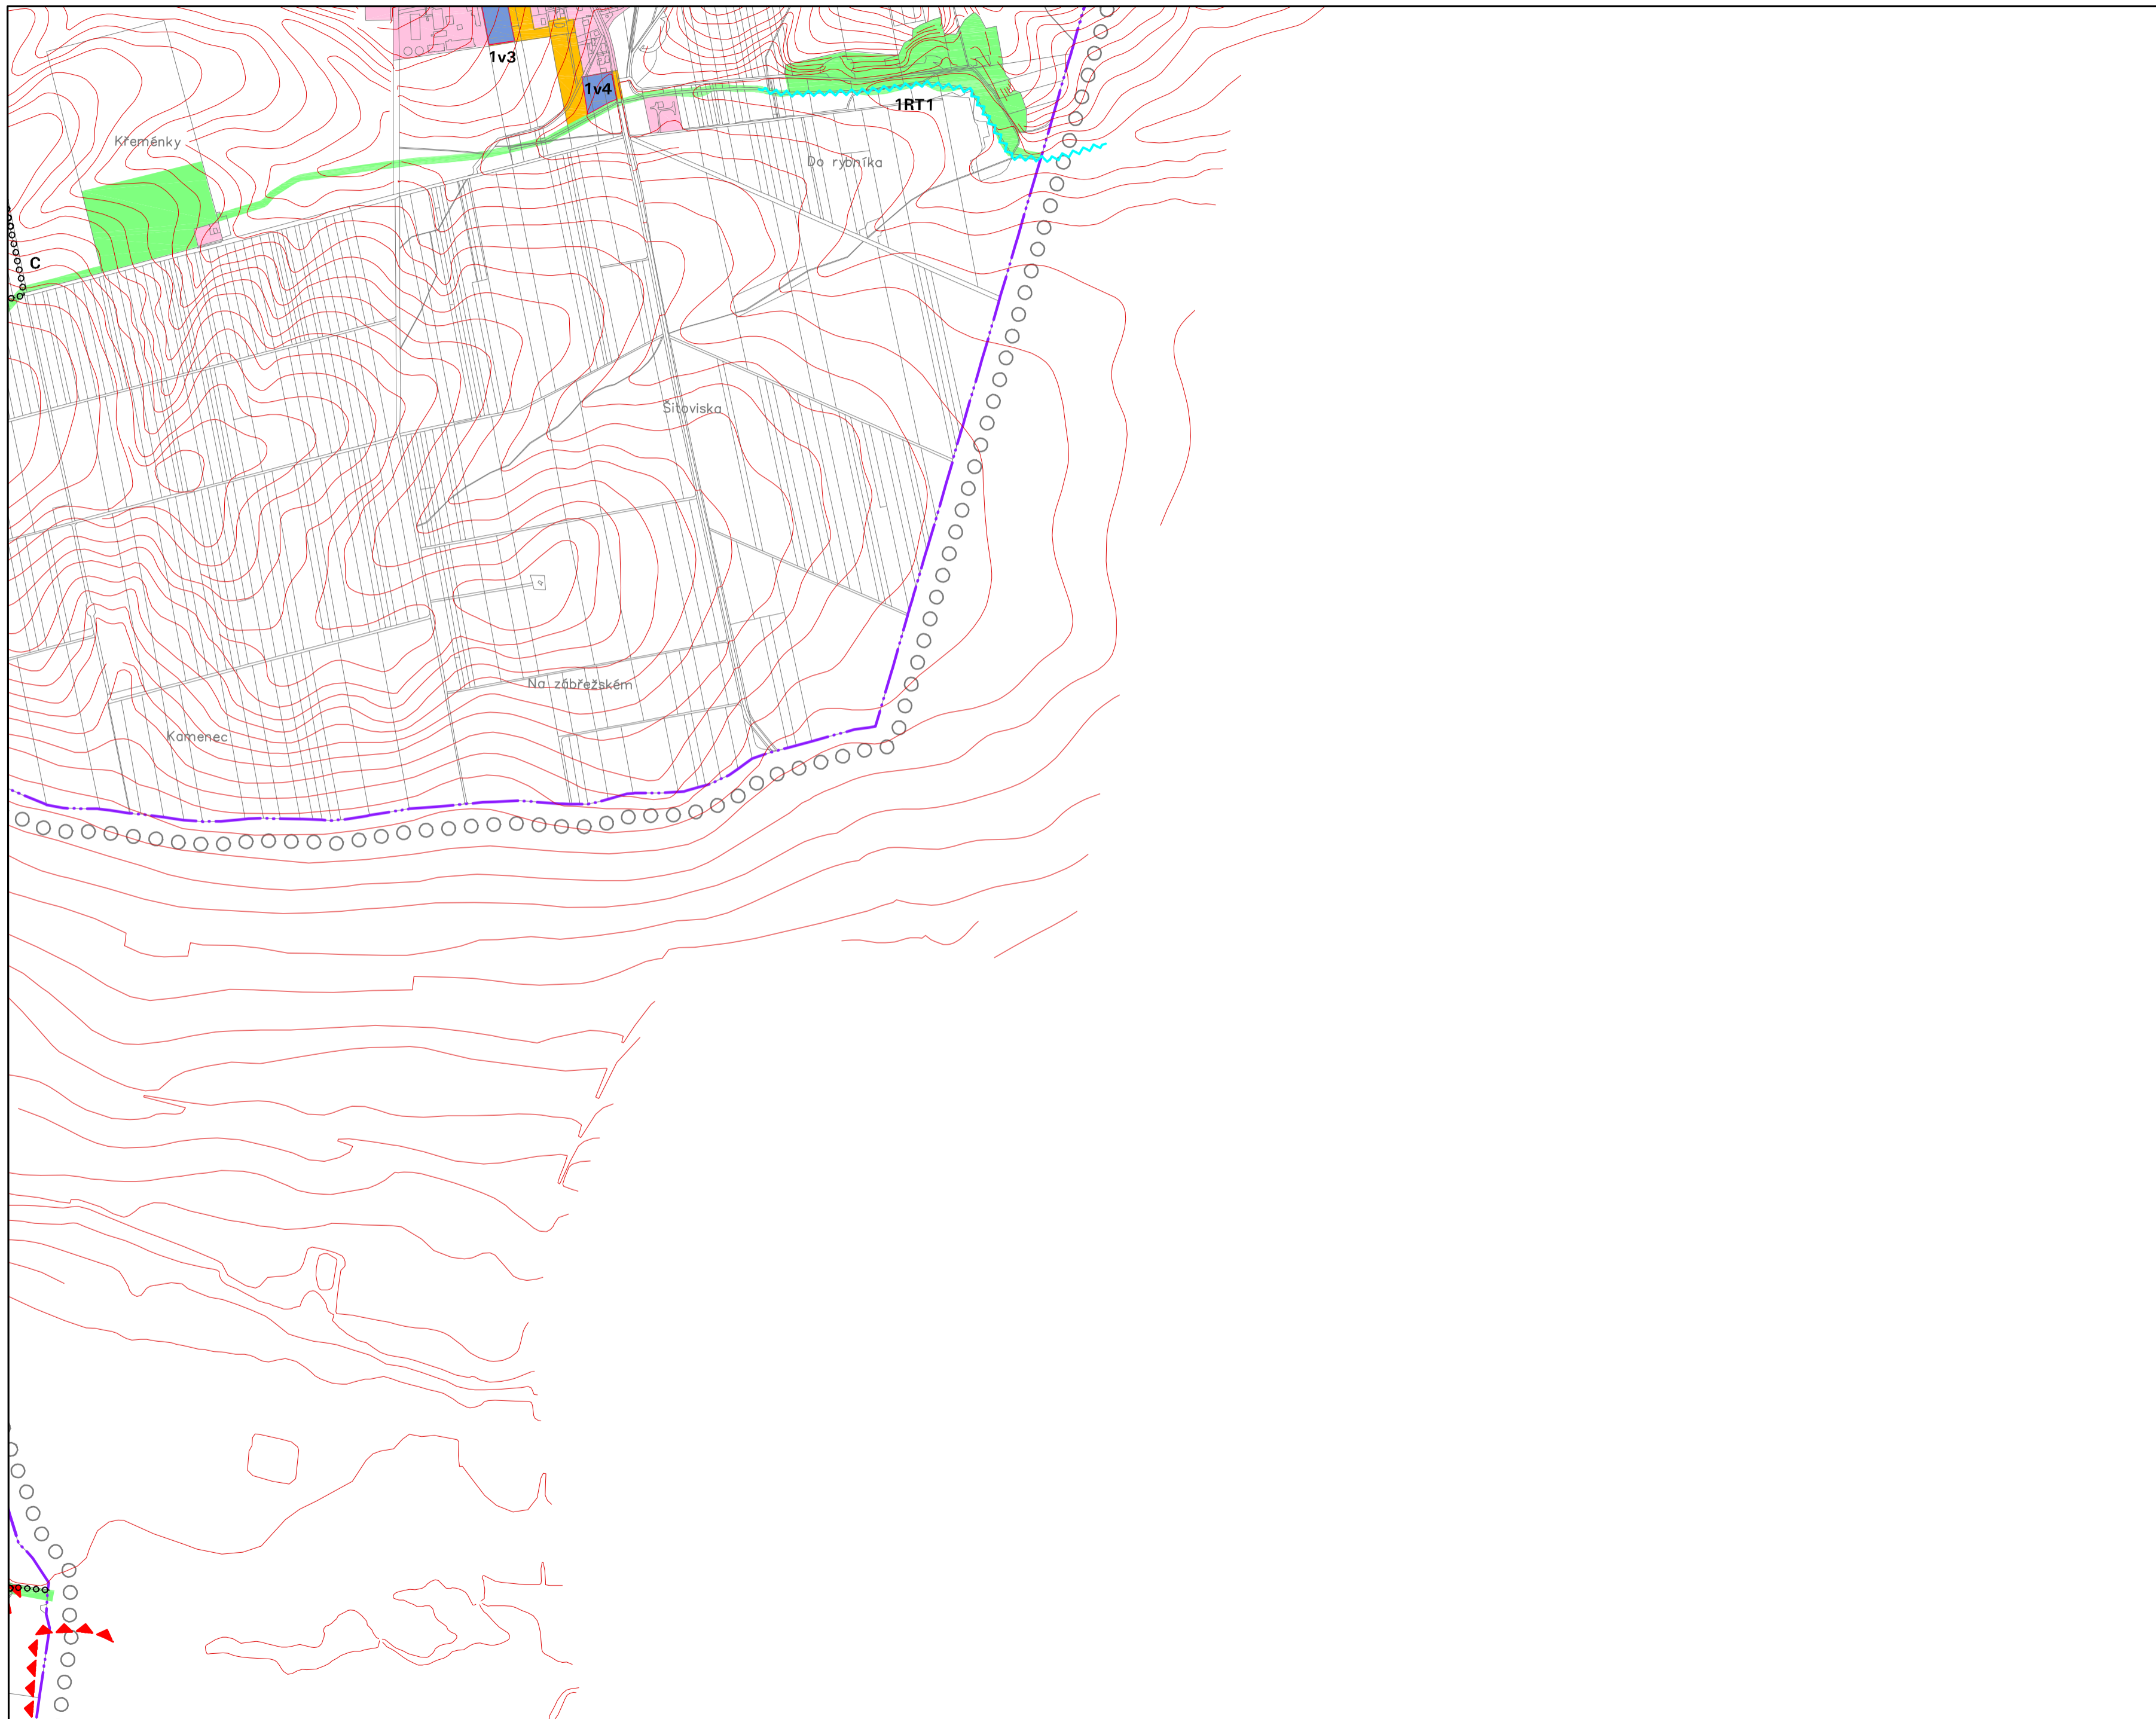 1v3
1v4
1RT1
Křeménky
Do rybníka
C
Šitoviska
Na zábřežském
Kamenec